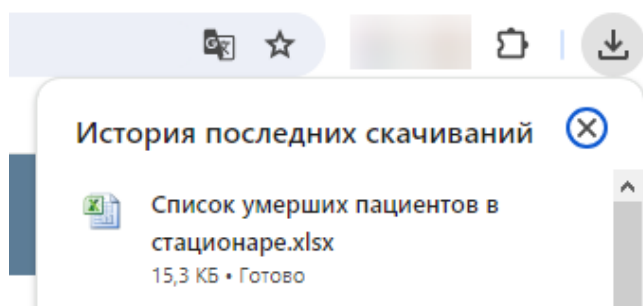 История последних скачиваний
Список умерших пациентов в
стационаре.xlsx
15,3 КБ • Готово